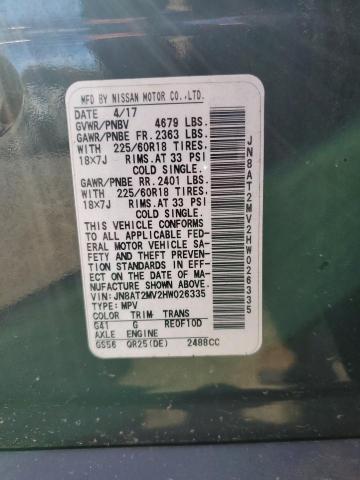 MFD BY NISSAN MOTOR CO.,LTD.
DATE 4/17
GVWR/PNBV 4679 LBS.
GAWR/PNBE FR. 2363 LBS.
WITH 225/60R18 TIRES,
18X7J RIMS.AT 33 PSI
COLD SINGLE.
GAWR/PNBE RR. 2401 LBS.
WITH 225/60R18 TIRES,
18X7J RIMS.AT 33 PSI
COLD SINGLE.
THIS VEHICLE CONFORMS
TO ALL APPLICABLE FED-
ERAL MOTOR VEHICLE SA-
FETY AND THEFT PREVENTION
STANDARDS IN EFFECT
ON THE DATE OF MA-
NUFACTURE SHOWN ABOVE.
VIN:JN8AT2MV2HW026335
TYPE:MPV
COLOR TRIM TRANS
G41 G RE0F10D
AXLE ENGINE
GS56 QR25(DE) 2488CC
JN8AT2MV2HW026335